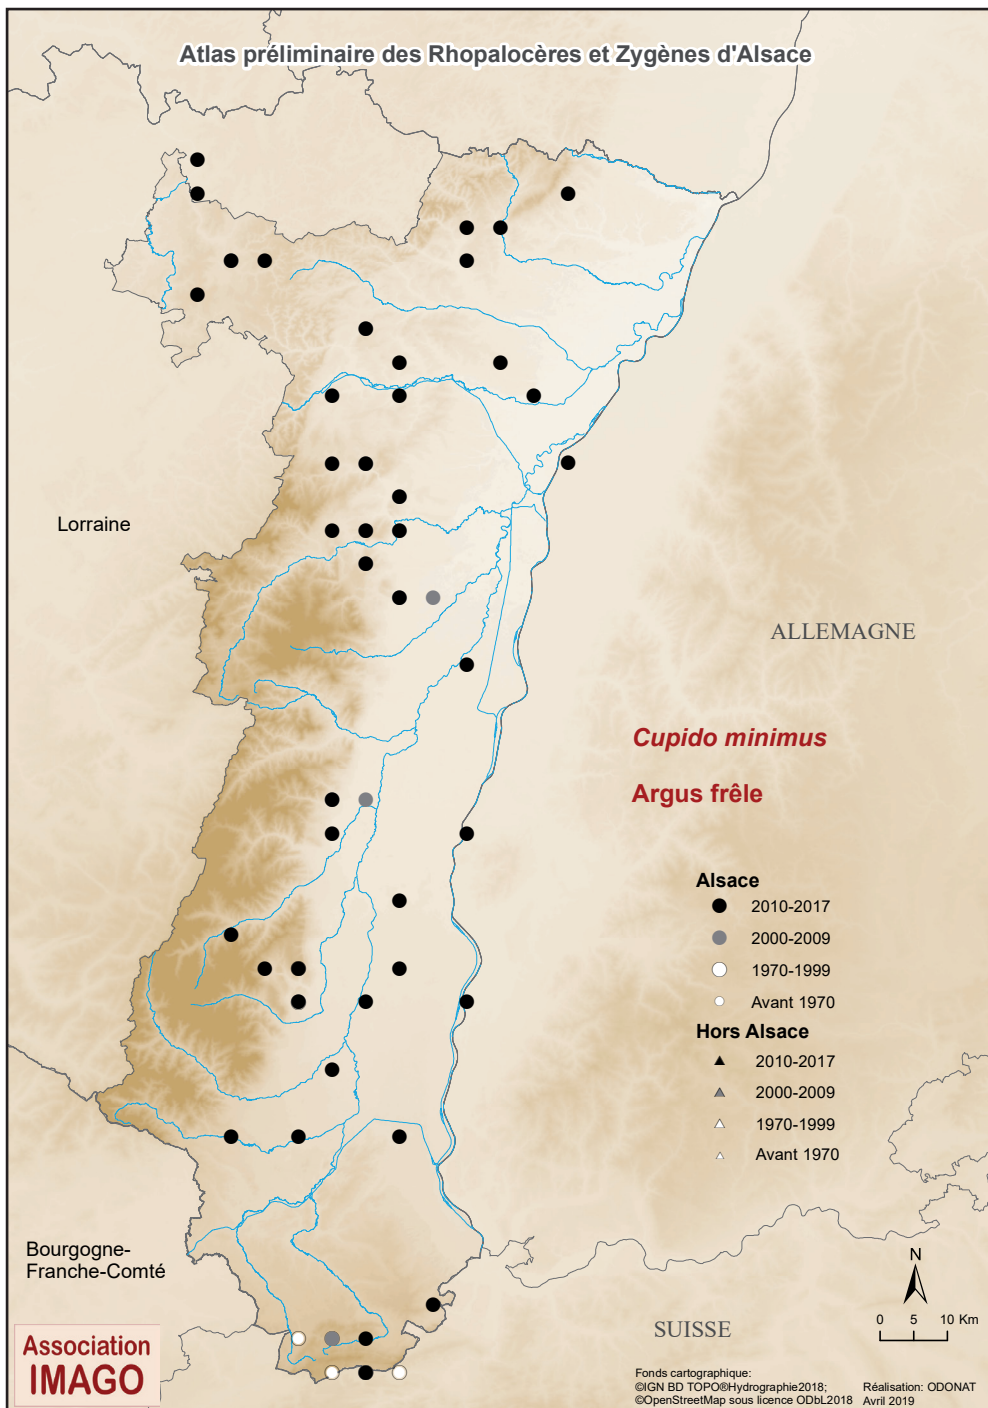 Atlas préliminaire des Rhopalocères et Zygènes d'Alsace
Lorraine
ALLEMAGNE
Cupido minimus
Argus frêle
Alsace
2010-2017
2000-2009
1970-1999
Avant 1970
Hors Alsace
2010-2017
2000-2009
1970-1999
Avant 1970
Bourgogne-
Franche-Comté
N
0 5 10 Km
SUISSE
Association
IMAGO
Fonds cartographique:
©IGN BD TOPO®Hydrographie2018;
©OpenStreetMap sous licence ODbL2018
Réalisation: ODONAT
Avril 2019